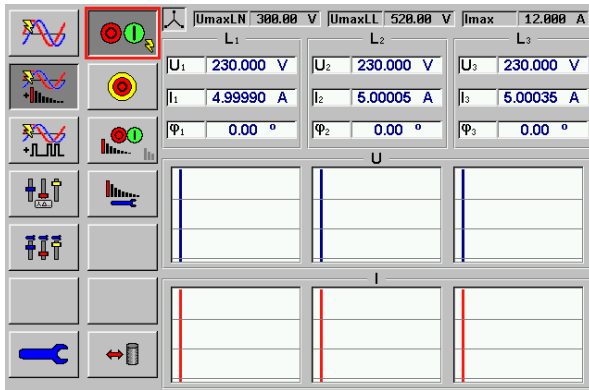 UmaxLN 300.00 V UmaxLL 520.00 V Imax 12.000 A
L₁ L₂ L₃
U₁ 230.000 V U₂ 230.000 V U₃ 230.000 V
I₁ 4.99990 A I₂ 5.00005 A I₃ 5.00035 A
φ₁ 0.00 ° φ₂ 0.00 ° φ₃ 0.00 °
U
I